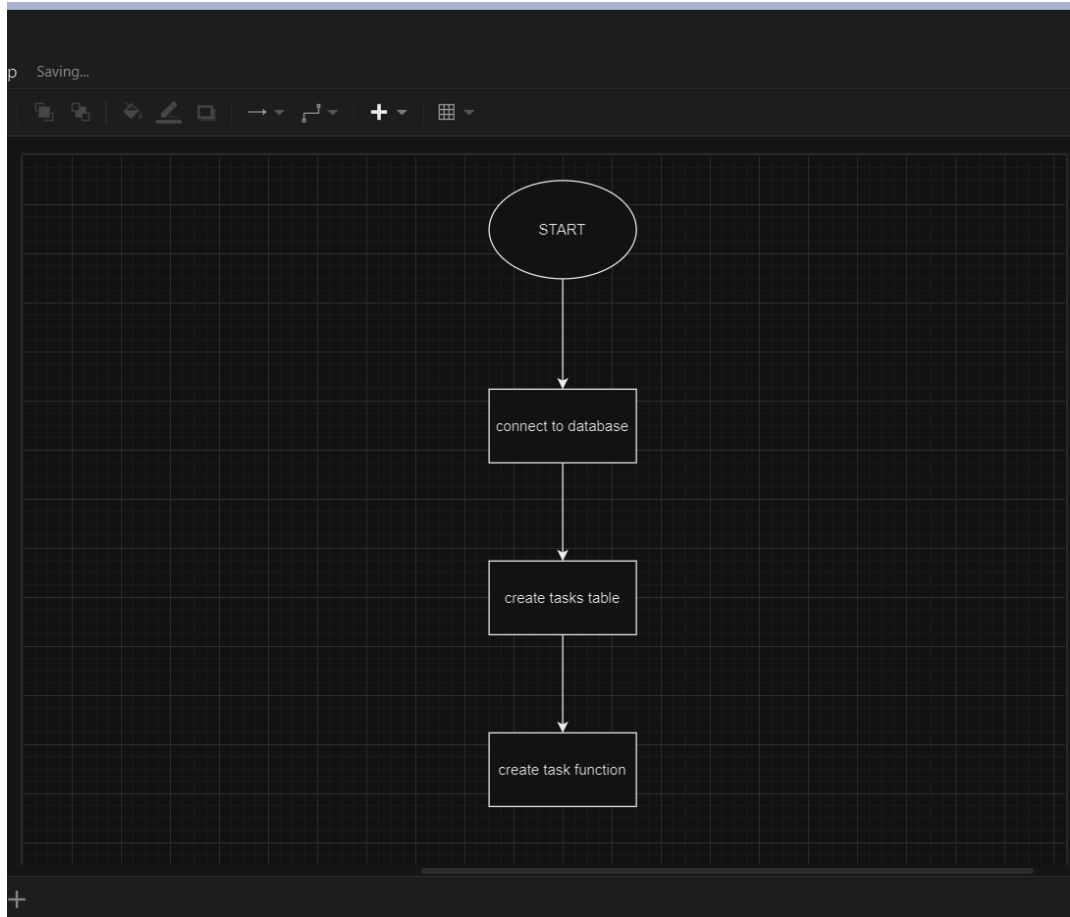 p Saving...
START
connect to database
create tasks table
create task function